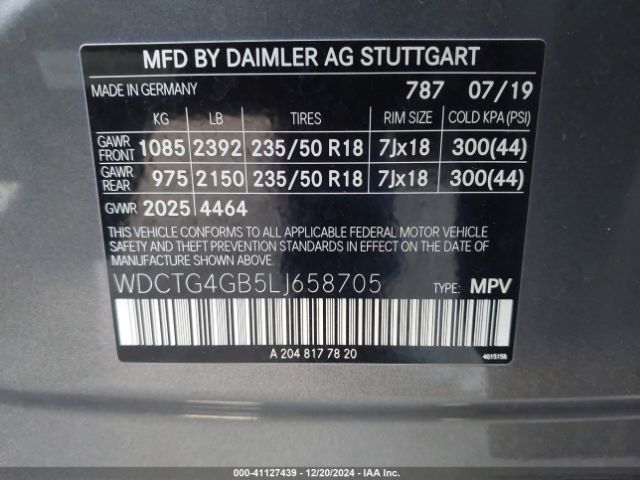 MFD BY DAIMLER AG STUTTGART
MADE IN GERMANY 787 07/19
KG LB TIRES RIM SIZE COLD KPA(PSI)
GAWR FRONT 1085 2392 235/50 R18 7Jx18 300(44)
GAWR REAR 975 2150 235/50 R18 7Jx18 300(44)
GVWR 2025 4464
THIS VEHICLE CONFORMS TO ALL APPLICABLE FEDERAL MOTOR VEHICLE
SAFETY AND THEFT PREVENTION STANDARDS IN EFFECT ON THE DATE OF
MANUFACTURE SHOWN ABOVE.
WDCTG4GB5LJ658705 TYPE: MPV
A 204 817 78 20 4015158
000-41127439 - 12/20/2024 - IAA Inc.